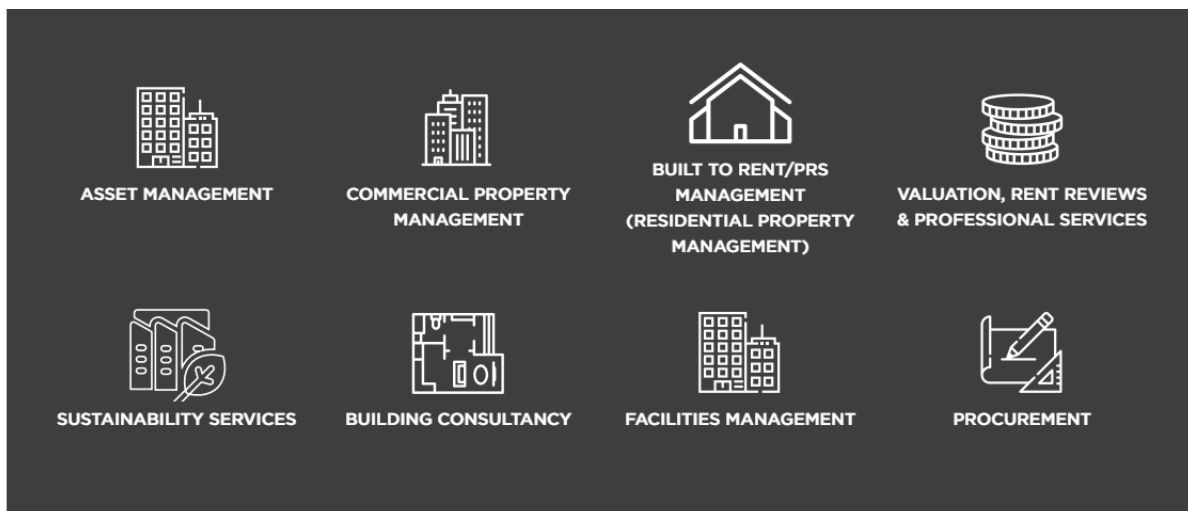 ASSET MANAGEMENT
COMMERCIAL PROPERTY
MANAGEMENT
BUILT TO RENT/PRS
MANAGEMENT
(RESIDENTIAL PROPERTY
MANAGEMENT)
VALUATION, RENT REVIEWS
& PROFESSIONAL SERVICES
SUSTAINABILITY SERVICES
BUILDING CONSULTANCY
FACILITIES MANAGEMENT
PROCUREMENT